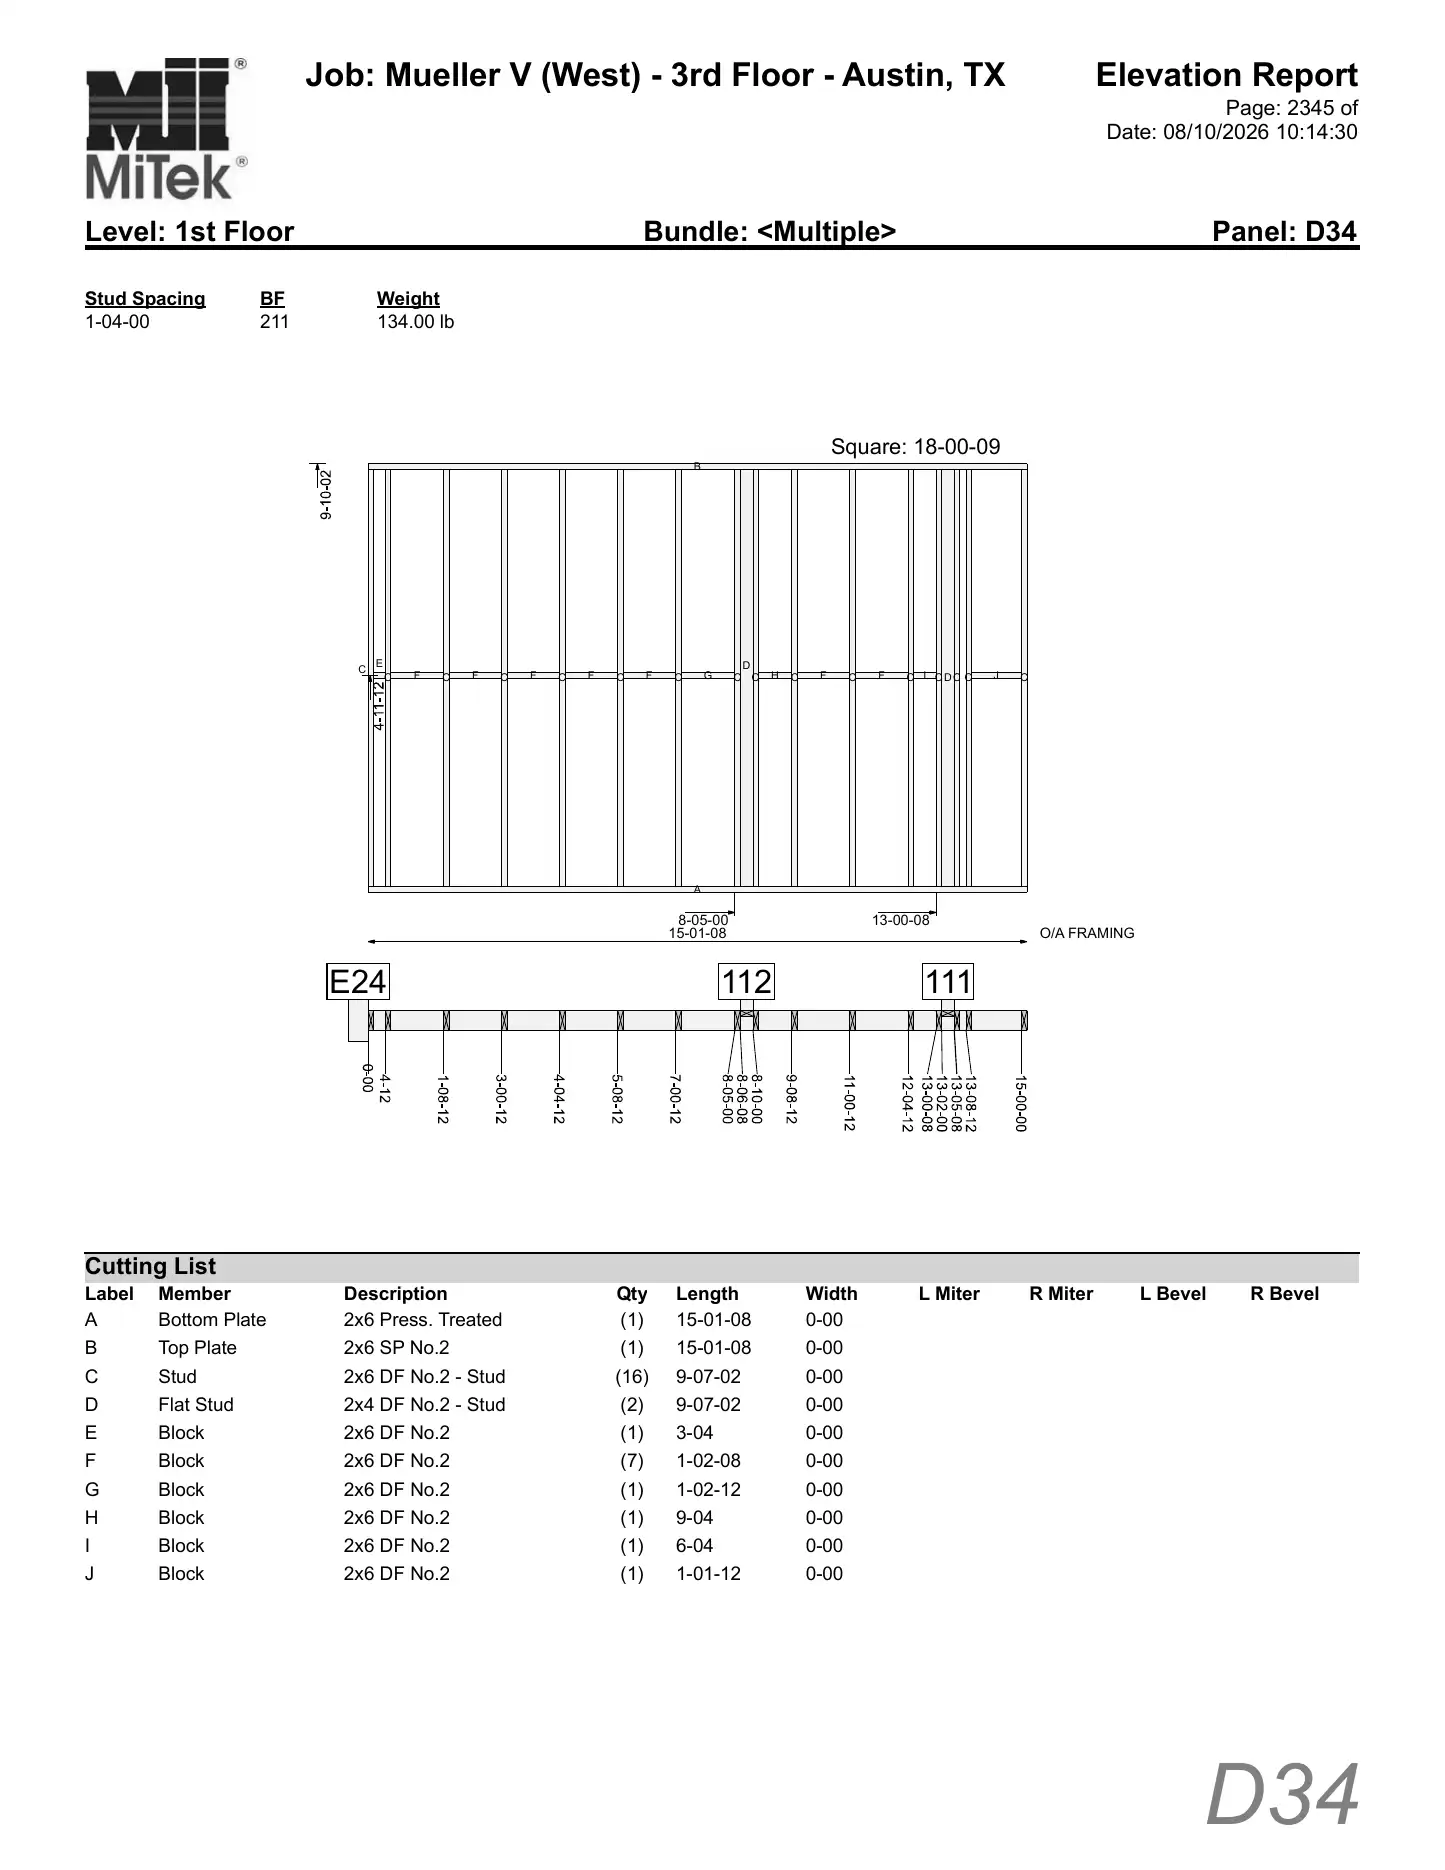 Job: Mueller V (West) - 3rd Floor - Austin, TX
Elevation Report
Page: 2345 of
Date: 08/10/2026 10:14:30
MiTek®
Level: 1st Floor Bundle: <Multiple> Panel: D34
Stud Spacing BF Weight
1-04-00 211 134.00 lb
Square: 18-00-09
B
9-10-02
C E D
F F F F F G H F F I D J
4-11-12
A
8-05-00 13-00-08
15-01-08 O/A FRAMING
E24 112 111
0-00 4-12 1-08-12 3-00-12 4-04-12 5-08-12 7-00-12 8-05-00 8-06-08 8-10-00 9-08-12 11-00-12 12-04-12 13-00-08 13-02-00 13-05-08 13-08-12 15-00-00
Cutting List
Label Member Description Qty Length Width L Miter R Miter L Bevel R Bevel
A Bottom Plate 2x6 Press. Treated (1) 15-01-08 0-00
B Top Plate 2x6 SP No.2 (1) 15-01-08 0-00
C Stud 2x6 DF No.2 - Stud (16) 9-07-02 0-00
D Flat Stud 2x4 DF No.2 - Stud (2) 9-07-02 0-00
E Block 2x6 DF No.2 (1) 3-04 0-00
F Block 2x6 DF No.2 (7) 1-02-08 0-00
G Block 2x6 DF No.2 (1) 1-02-12 0-00
H Block 2x6 DF No.2 (1) 9-04 0-00
I Block 2x6 DF No.2 (1) 6-04 0-00
J Block 2x6 DF No.2 (1) 1-01-12 0-00
D34